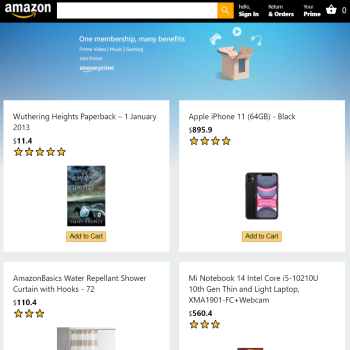 amazon
hello,
Sign In
Return
& Orders
Your
Prime
0
One membership, many benefits
Prime Video | Music | Gaming
Join Prime
amazonprime
Wuthering Heights Paperback – 1 January
2013
$11.4
Add to Cart
Apple iPhone 11 (64GB) - Black
$895.9
Add to Cart
AmazonBasics Water Repellant Shower
Curtain with Hooks - 72
$110.4
Mi Notebook 14 Intel Core i5-10210U
10th Gen Thin and Light Laptop,
XMA1901-FC+Webcam
$560.4